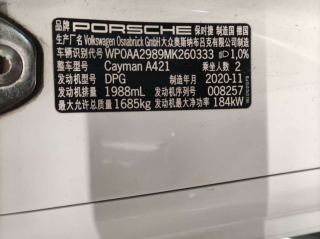 品牌 PORSCHE 保时捷 制造国 德国
生产厂名 Volkswagen Osnabrück GmbH 大众奥斯纳布吕克有限公司制造
车辆识别代号 WP0AA2989MK260333 1,0%
整车型号 Cayman A421 乘坐人数 2
发动机型号 DPG 制造年月 2020-11
发动机排量 1988mL 发动机序列号 008257
最大允许总质量 1685kg 发动机最大净功率 184kW